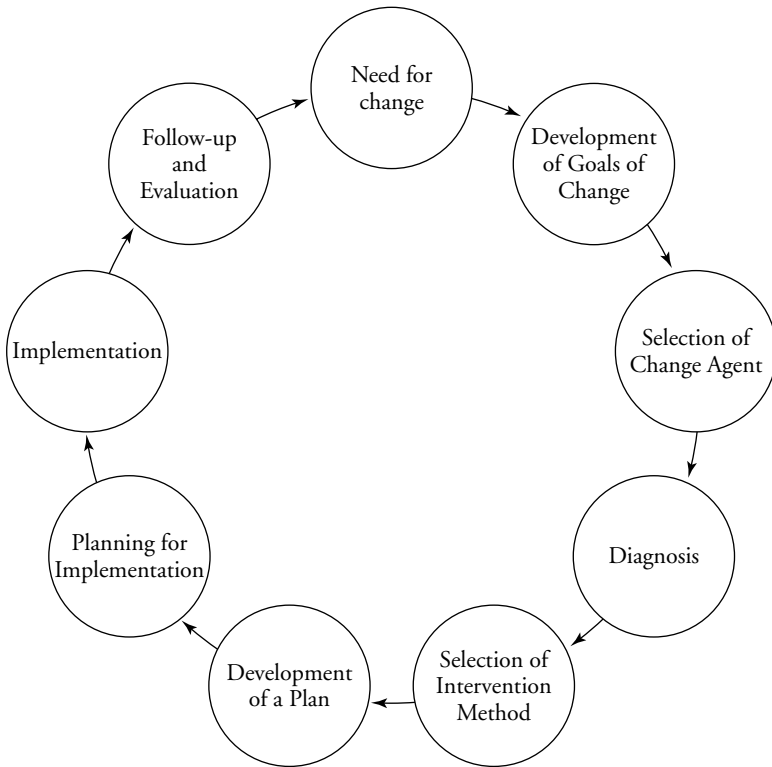 Need for
change
Development
of Goals of
Change
Selection of
Change Agent
Diagnosis
Selection of
Intervention
Method
Development
of a Plan
Planning for
Implementation
Implementation
Follow-up
and
Evaluation